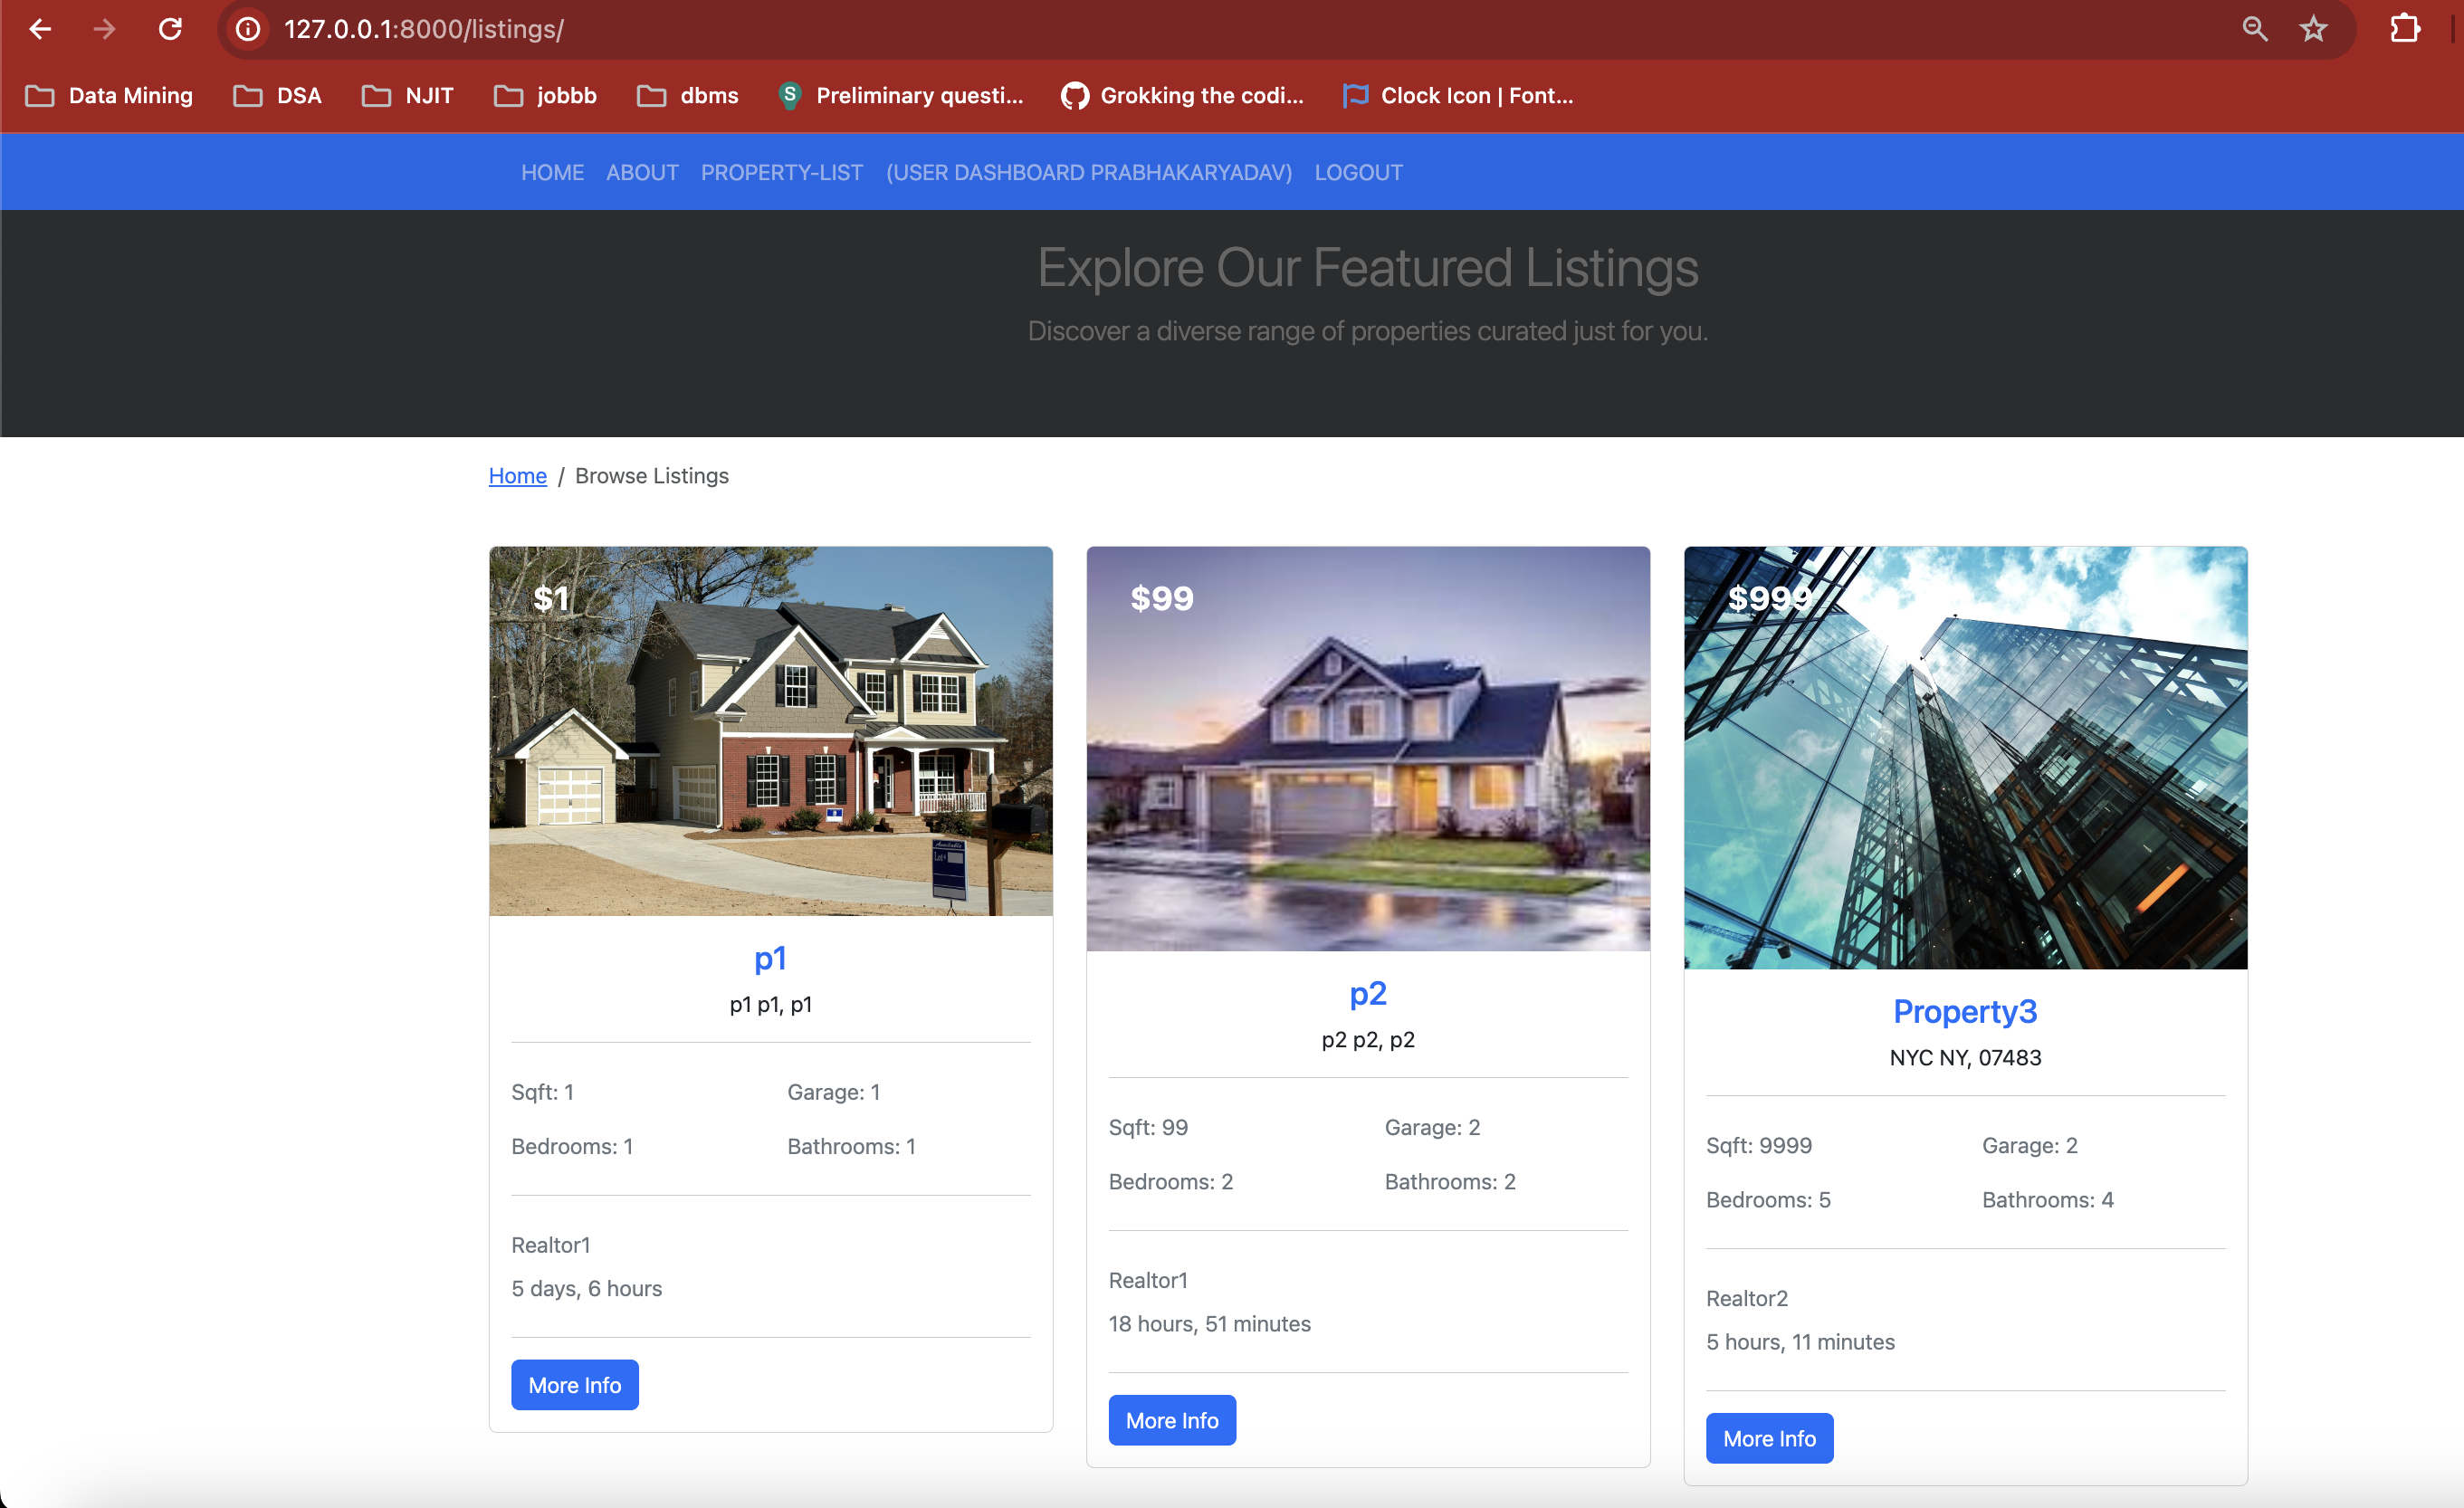 127.0.0.1:8000/listings/
Data Mining DSA NJIT jobbb dbms S Preliminary questi... Grokking the codi... Clock Icon | Font...
HOME ABOUT PROPERTY-LIST (USER DASHBOARD PRABHAKARYADAV) LOGOUT
Explore Our Featured Listings
Discover a diverse range of properties curated just for you.
Home / Browse Listings
$1
Available
Lot#
p1
p1 p1, p1
Sqft: 1 Garage: 1
Bedrooms: 1 Bathrooms: 1
Realtor1
5 days, 6 hours
More Info
$99
p2
p2 p2, p2
Sqft: 99 Garage: 2
Bedrooms: 2 Bathrooms: 2
Realtor1
18 hours, 51 minutes
More Info
$999
Property3
NYC NY, 07483
Sqft: 9999 Garage: 2
Bedrooms: 5 Bathrooms: 4
Realtor2
5 hours, 11 minutes
More Info